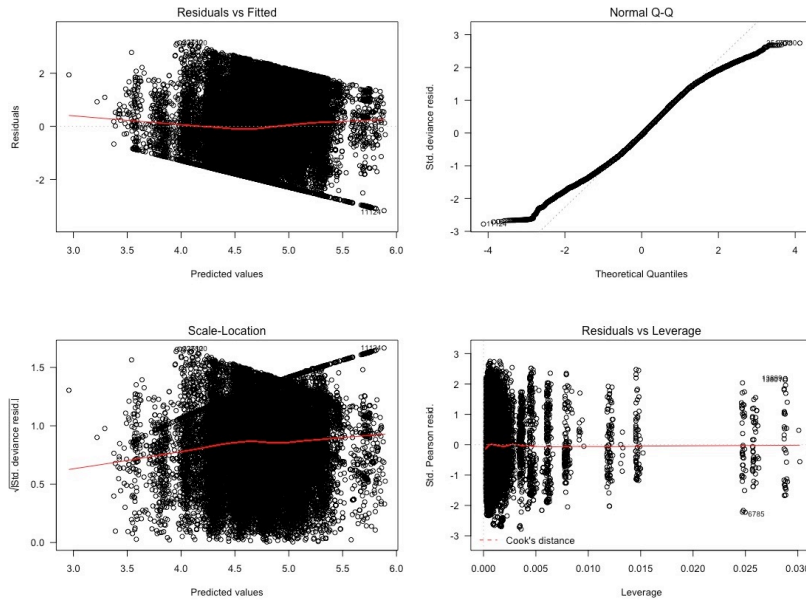 Residuals vs Fitted
Residuals
2
0
-2
11124
3.0 3.5 4.0 4.5 5.0 5.5 6.0
Predicted values
Normal Q-Q
Std. deviance resid.
3
2
1
0
-1
-2
-3
11124
-4 -2 0 2 4
Theoretical Quantiles
Scale-Location
√|Std. deviance resid.|
1.5
1.0
0.5
0.0
11124
3.0 3.5 4.0 4.5 5.0 5.5 6.0
Predicted values
Residuals vs Leverage
Std. Pearson resid.
3
2
1
0
-1
-2
-3
6785
Cook's distance
0.000 0.005 0.010 0.015 0.020 0.025 0.030
Leverage